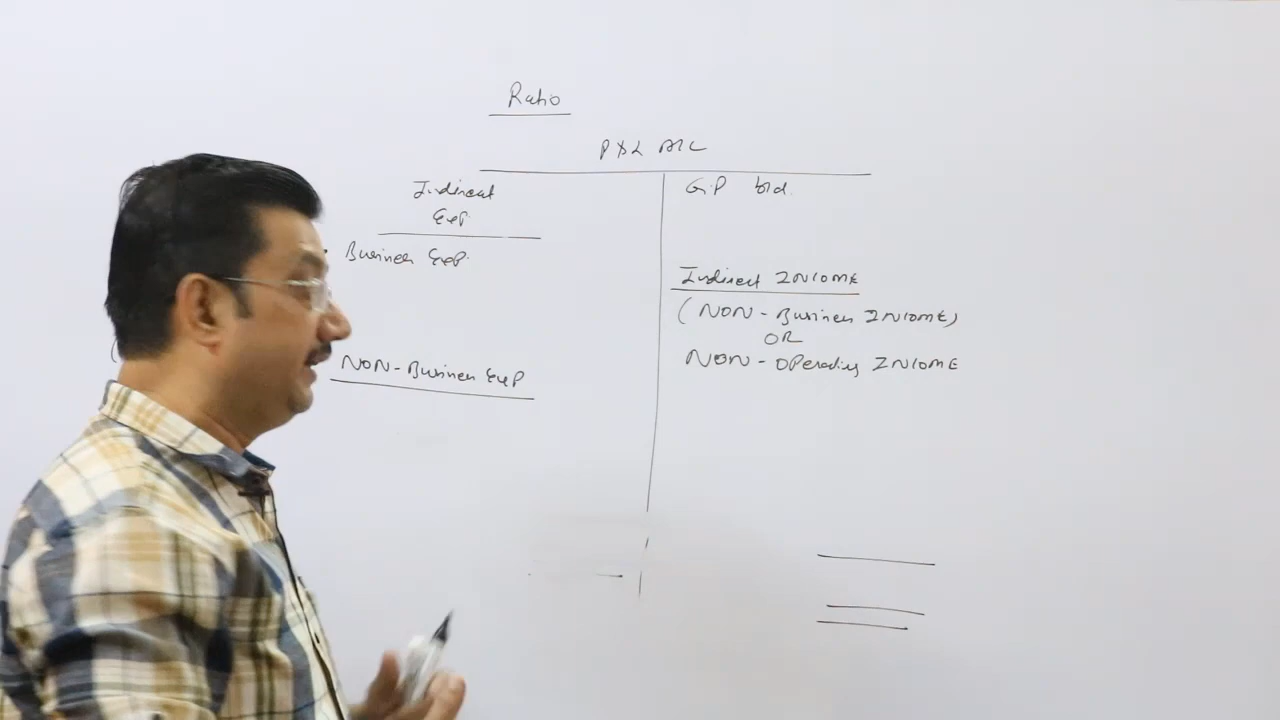 Ratio
P&L A/C
Indirect
Exp.
Business Exp.
NON-Business Exp
G.P b/d.
Indirect INCOME
(NON-Business INCOME)
OR
NON-OPerating INCOME